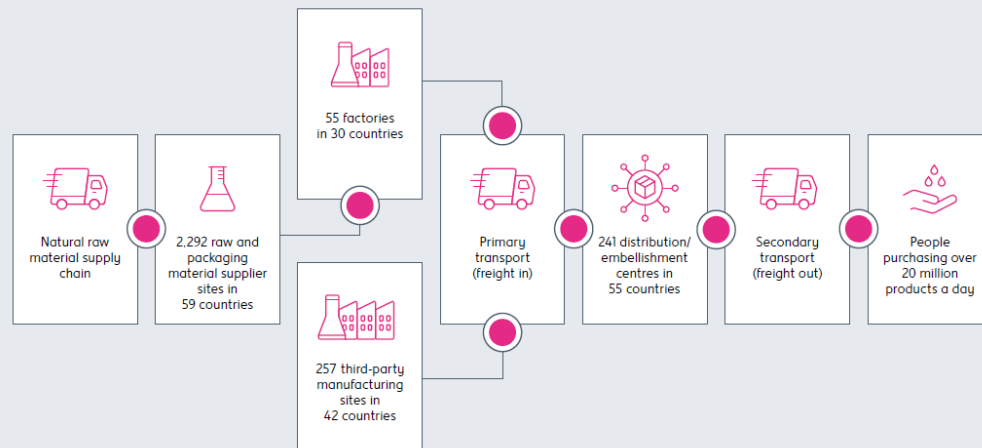 Natural raw
material supply
chain
2,292 raw and
packaging
material supplier
sites in
59 countries
55 factories
in 30 countries
257 third-party
manufacturing
sites in
42 countries
Primary
transport
(freight in)
241 distribution/
embellishment
centres in
55 countries
Secondary
transport
(freight out)
People
purchasing over
20 million
products a day